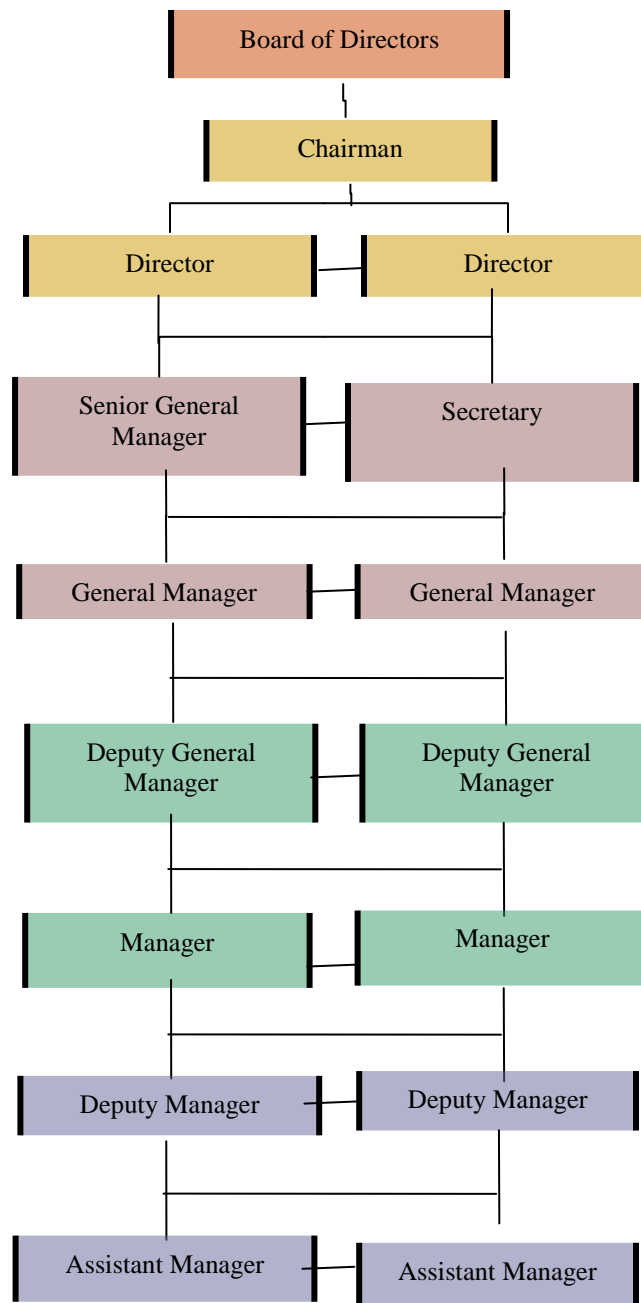 Board of Directors
Chairman
Director
Director
Senior General
Manager
Secretary
General Manager
General Manager
Deputy General
Manager
Deputy General
Manager
Manager
Manager
Deputy Manager
Deputy Manager
Assistant Manager
Assistant Manager